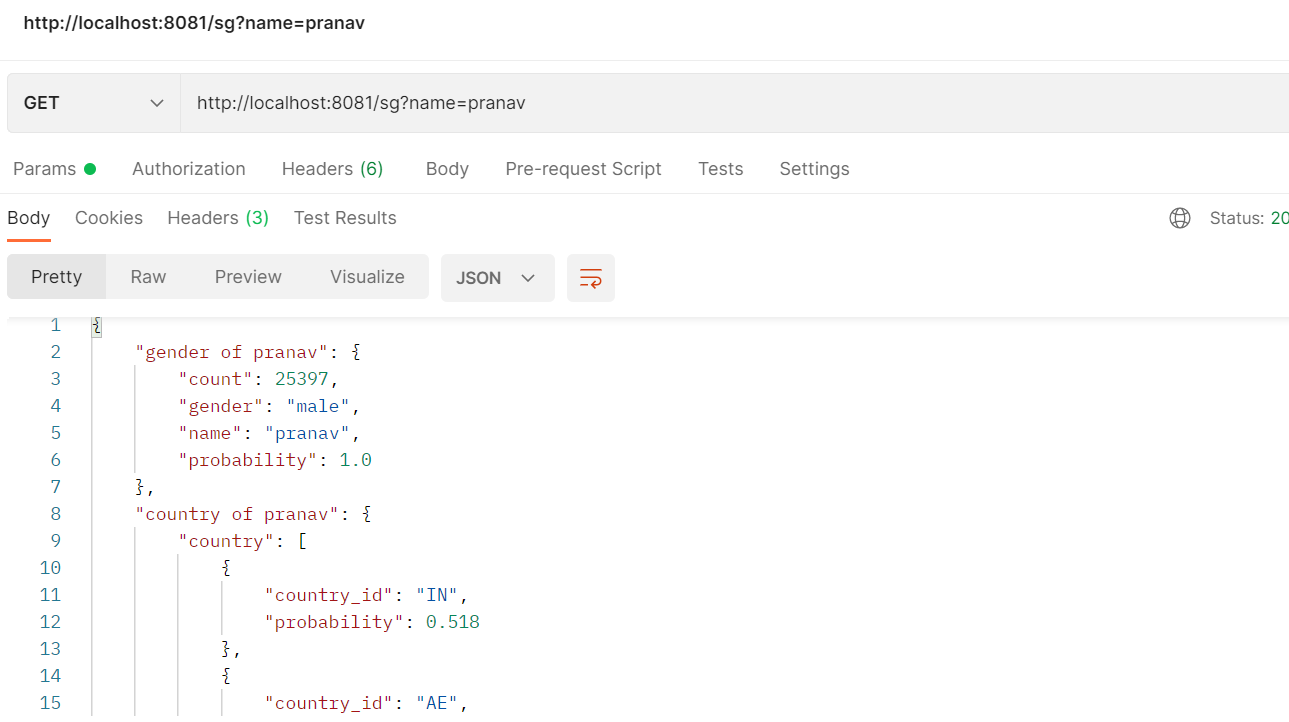 http://localhost:8081/sg?name=pranav
GET http://localhost:8081/sg?name=pranav
Params Authorization Headers (6) Body Pre-request Script Tests Settings
Body Cookies Headers (3) Test Results Status: 20
Pretty Raw Preview Visualize JSON
1 {
2 "gender of pranav": {
3 "count": 25397,
4 "gender": "male",
5 "name": "pranav",
6 "probability": 1.0
7 },
8 "country of pranav": {
9 "country": [
10 {
11 "country_id": "IN",
12 "probability": 0.518
13 },
14 {
15 "country_id": "AE",